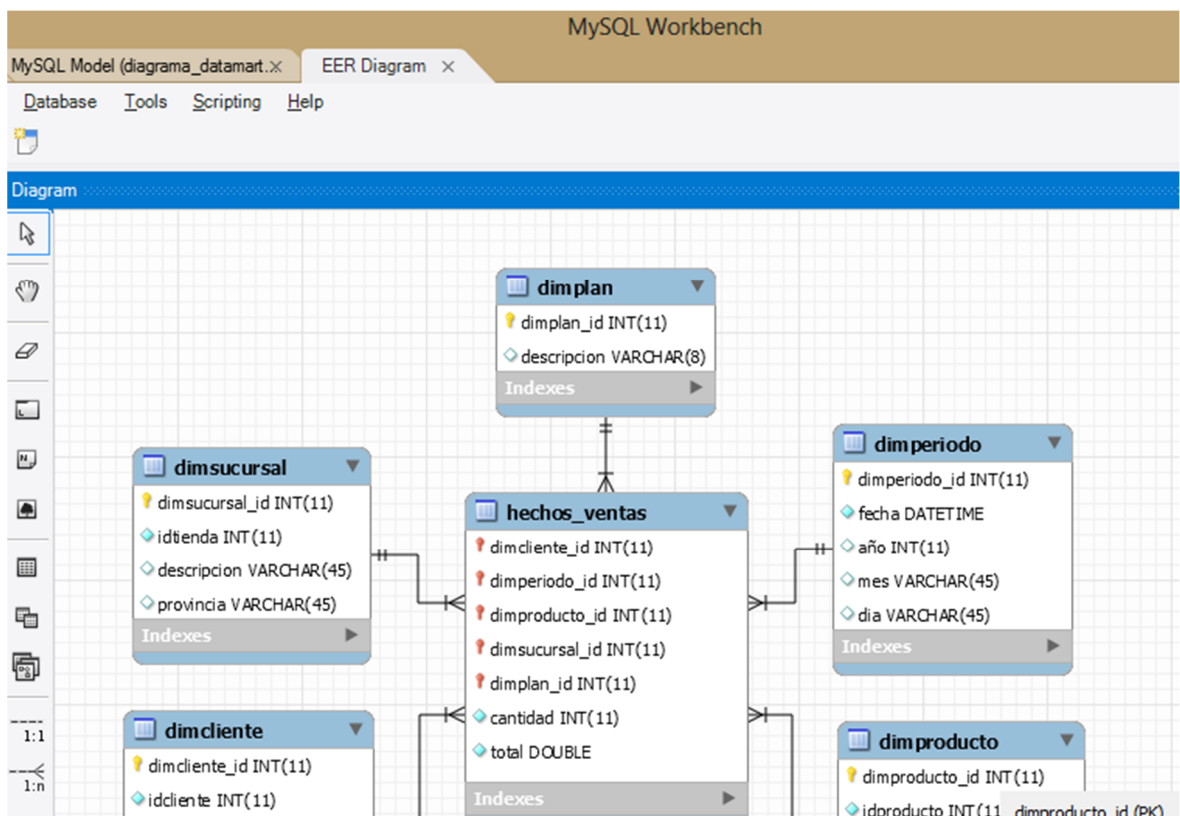 MySQL Workbench
MySQL Model (diagrama_datamart.× EER Diagram ×
Database Tools Scripting Help
Diagram
dimplan
dimplan_id INT(11)
descripcion VARCHAR(8)
Indexes
dimsucursal
dimsucursal_id INT(11)
idtienda INT(11)
descripcion VARCHAR(45)
provincia VARCHAR(45)
Indexes
hechos_ventas
dimcliente_id INT(11)
dimperiodo_id INT(11)
dimproducto_id INT(11)
dimsucursal_id INT(11)
dimplan_id INT(11)
cantidad INT(11)
total DOUBLE
Indexes
dimperiodo
dimperiodo_id INT(11)
fecha DATETIME
año INT(11)
mes VARCHAR(45)
dia VARCHAR(45)
Indexes
dimcliente
dimcliente_id INT(11)
idcliente INT(11)
dimproducto
dimproducto_id INT(11)
idproducto INT(11
dimproducto_id (PK)
1:1
1:n